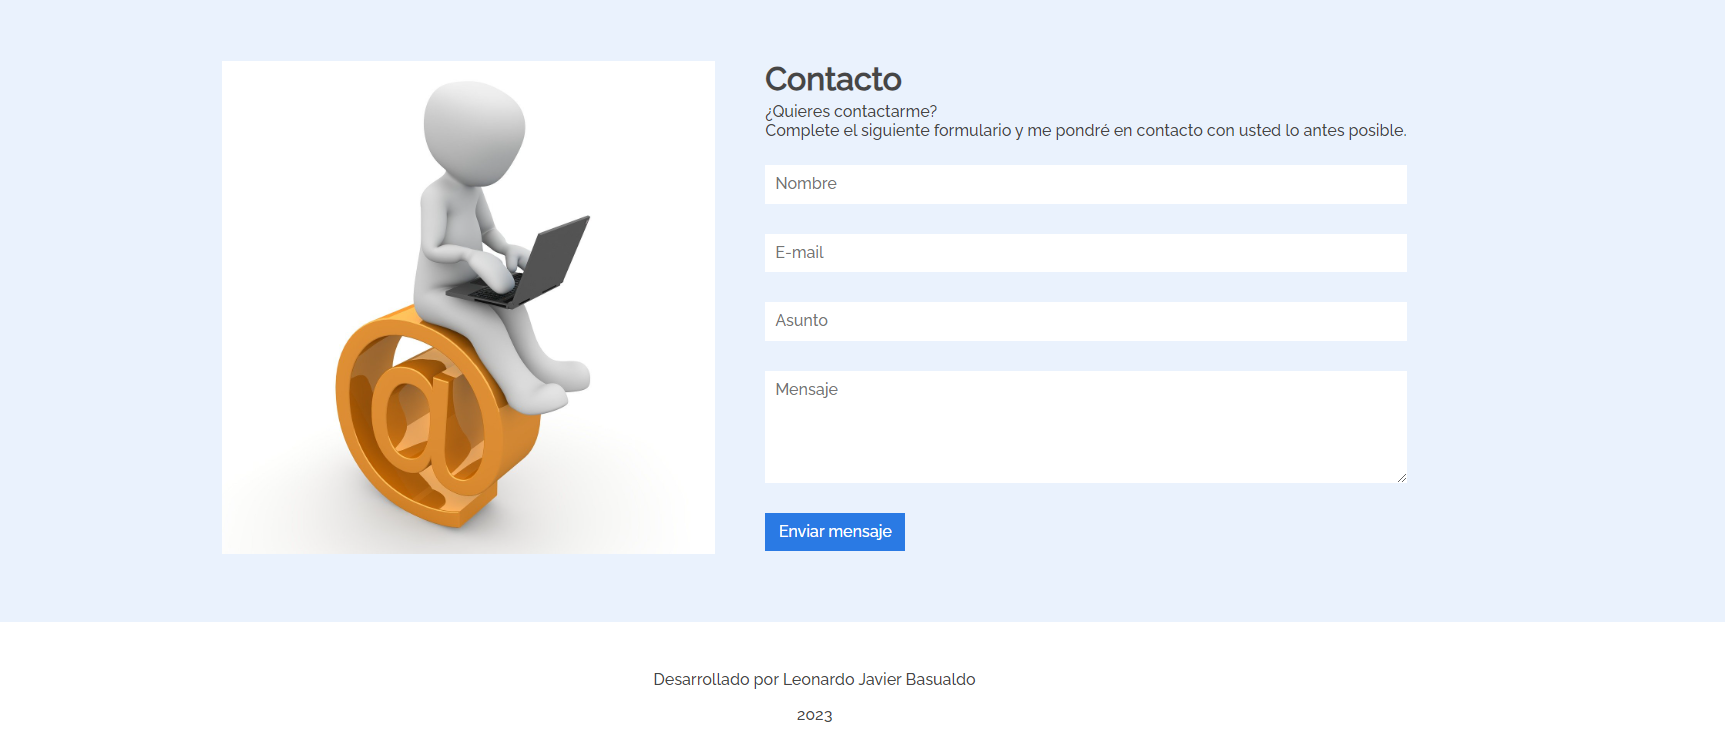 Contacto
¿Quieres contactarme?
Complete el siguiente formulario y me pondré en contacto con usted lo antes posible.
Nombre
E-mail
Asunto
Mensaje
Enviar mensaje
@
Desarrollado por Leonardo Javier Basualdo
2023